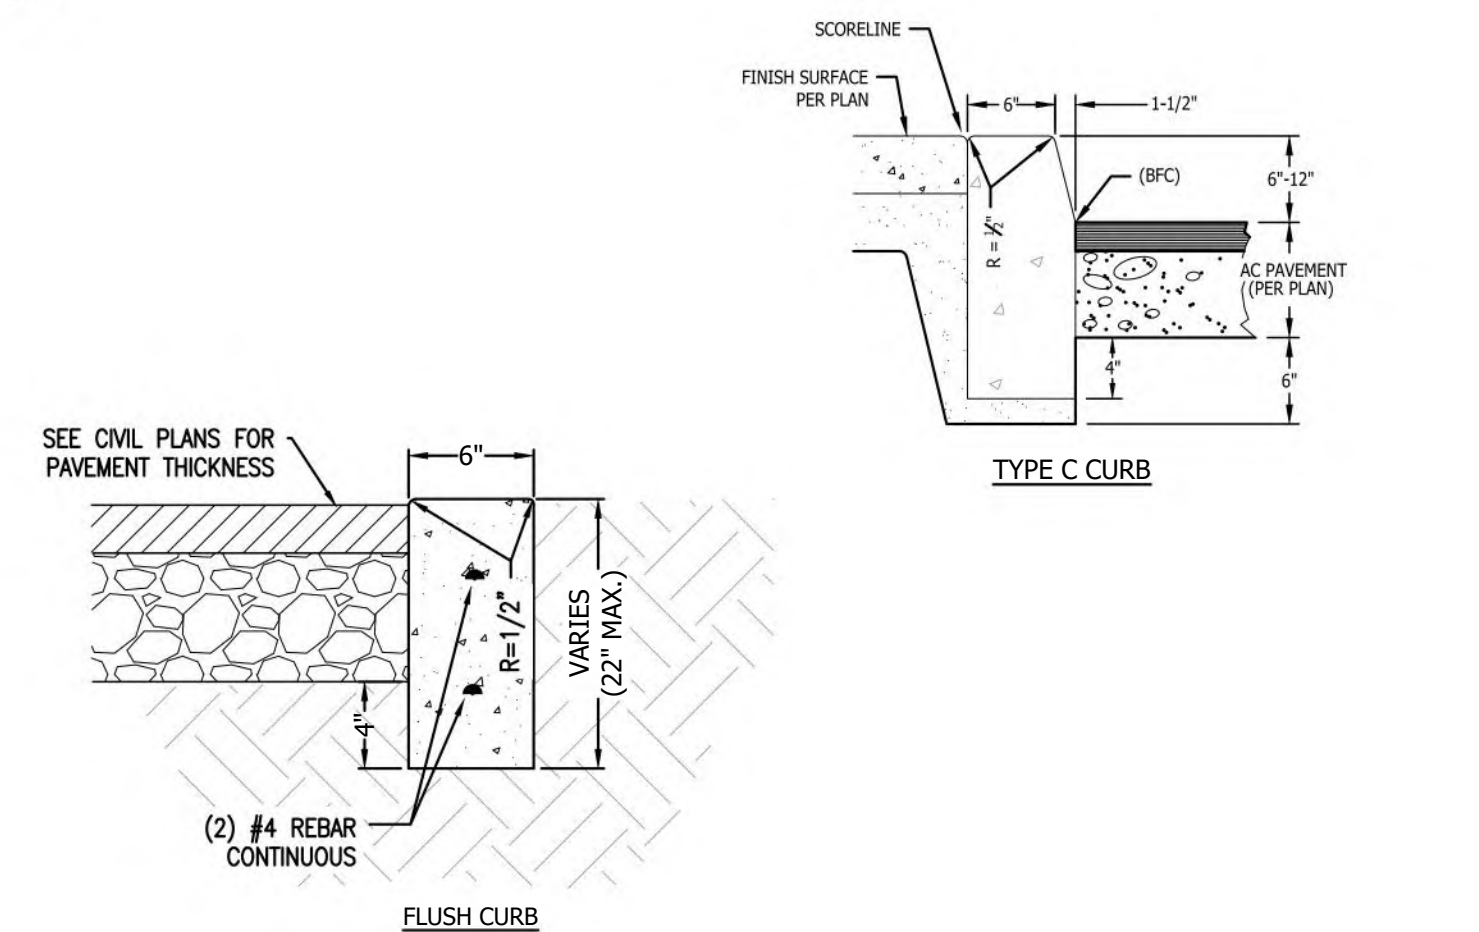 SCORELINE
FINISH SURFACE
PER PLAN
6"
1-1/2"
(BFC)
6"-12"
R = 1/2"
AC PAVEMENT
(PER PLAN)
4"
6"
TYPE C CURB
SEE CIVIL PLANS FOR
PAVEMENT THICKNESS
6"
R=1/2"
VARIES
(22" MAX.)
4"
(2) #4 REBAR
CONTINUOUS
FLUSH CURB